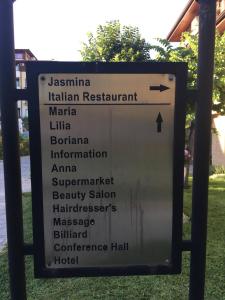 Jasmina
Italian Restaurant
Maria
Lilia
Boriana
Information
Anna
Supermarket
Beauty Salon
Hairdresser's
Massage
Billiard
Conference Hall
Hotel